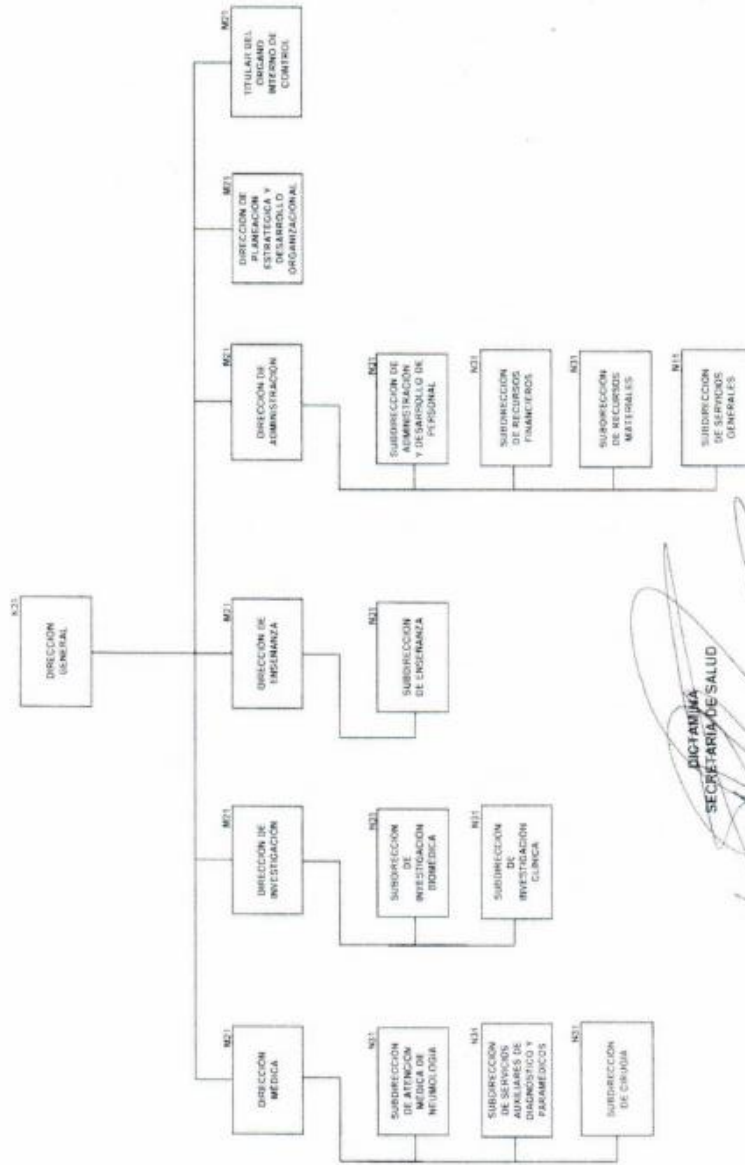 K21
DIRECCIÓN
GENERAL
M21
DIRECCIÓN
MÉDICA
M21
DIRECCIÓN DE
INVESTIGACIÓN
M21
DIRECCIÓN DE
ENSEÑANZA
M21
DIRECCIÓN DE
ADMINISTRACIÓN
M21
DIRECCIÓN DE
PLANEACIÓN
ESTRATÉGICA Y
DESARROLLO
ORGANIZACIONAL
M21
TITULAR DEL
ÓRGANO
INTERNO DE
CONTROL
N31
SUBDIRECCIÓN
DE ATENCIÓN
MÉDICA DE
NEUMOLOGÍA
N31
SUBDIRECCIÓN
DE SERVICIOS
AUXILIARES DE
DIAGNÓSTICO Y
PARAMÉDICOS
N31
SUBDIRECCIÓN
DE CIRUGÍA
N31
SUBDIRECCIÓN
DE
INVESTIGACIÓN
BIOMÉDICA
N31
SUBDIRECCIÓN
DE
INVESTIGACIÓN
CLÍNICA
N21
SUBDIRECCIÓN
DE ENSEÑANZA
SUBDIRECCIÓN DE
ADMINISTRACIÓN
Y DESARROLLO DE
PERSONAL
N31
SUBDIRECCIÓN
DE RECURSOS
FINANCIEROS
N31
SUBDIRECCIÓN
DE RECURSOS
MATERIALES
N11
SUBDIRECCIÓN
DE SERVICIOS
GENERALES
DICTAMINA
SECRETARÍA DE SALUD